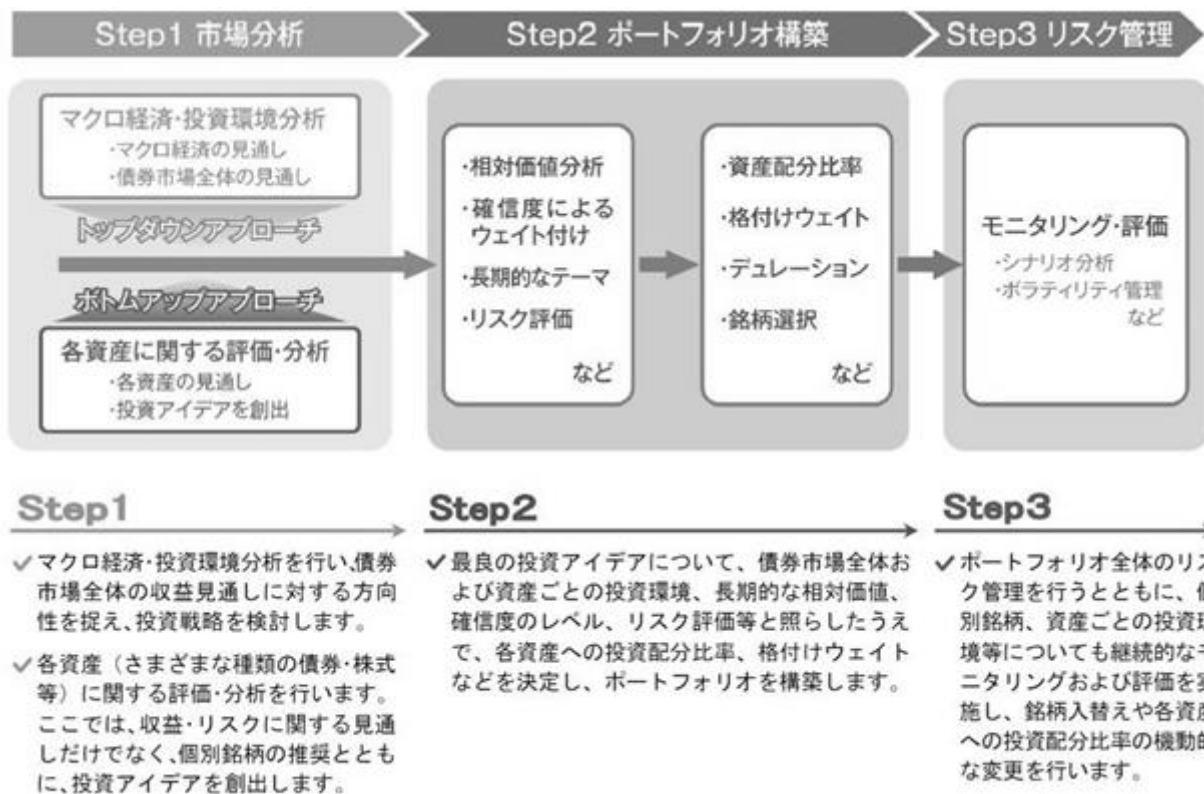 Step1 市場分析
Step2 ポートフォリオ構築
Step3 リスク管理
マクロ経済・投資環境分析
・マクロ経済の見通し
・債券市場全体の見通し
トップダウンアプローチ
ボトムアップアプローチ
各資産に関する評価・分析
・各資産の見通し
・投資アイデアを創出
・相対価値分析
・確信度による
ウェイト付け
・長期的なテーマ
・リスク評価
など
・資産配分比率
・格付けウェイト
・デュレーション
・銘柄選択
など
モニタリング・評価
・シナリオ分析
・ボラティリティ管理
など
Step1
✓マクロ経済・投資環境分析を行い、債券
市場全体の収益見通しに対する方向
性を捉え、投資戦略を検討します。
✓各資産（さまざまな種類の債券・株式
等）に関する評価・分析を行います。
ここでは、収益・リスクに関する見通
しだけでなく、個別銘柄の推奨ととも
に、投資アイデアを創出します。
Step2
✓最良の投資アイデアについて、債券市場全体お
よび資産ごとの投資環境、長期的な相対価値、
確信度のレベル、リスク評価等と照らしたうえ
で、各資産への投資配分比率、格付けウェイト
などを決定し、ポートフォリオを構築します。
Step3
✓ポートフォリオ全体のリス
ク管理を行うとともに、
別銘柄、資産ごとの投資
境等についても継続的な
ニタリングおよび評価を
施し、銘柄入替えや各資産
への投資配分比率の機動的
な変更を行います。